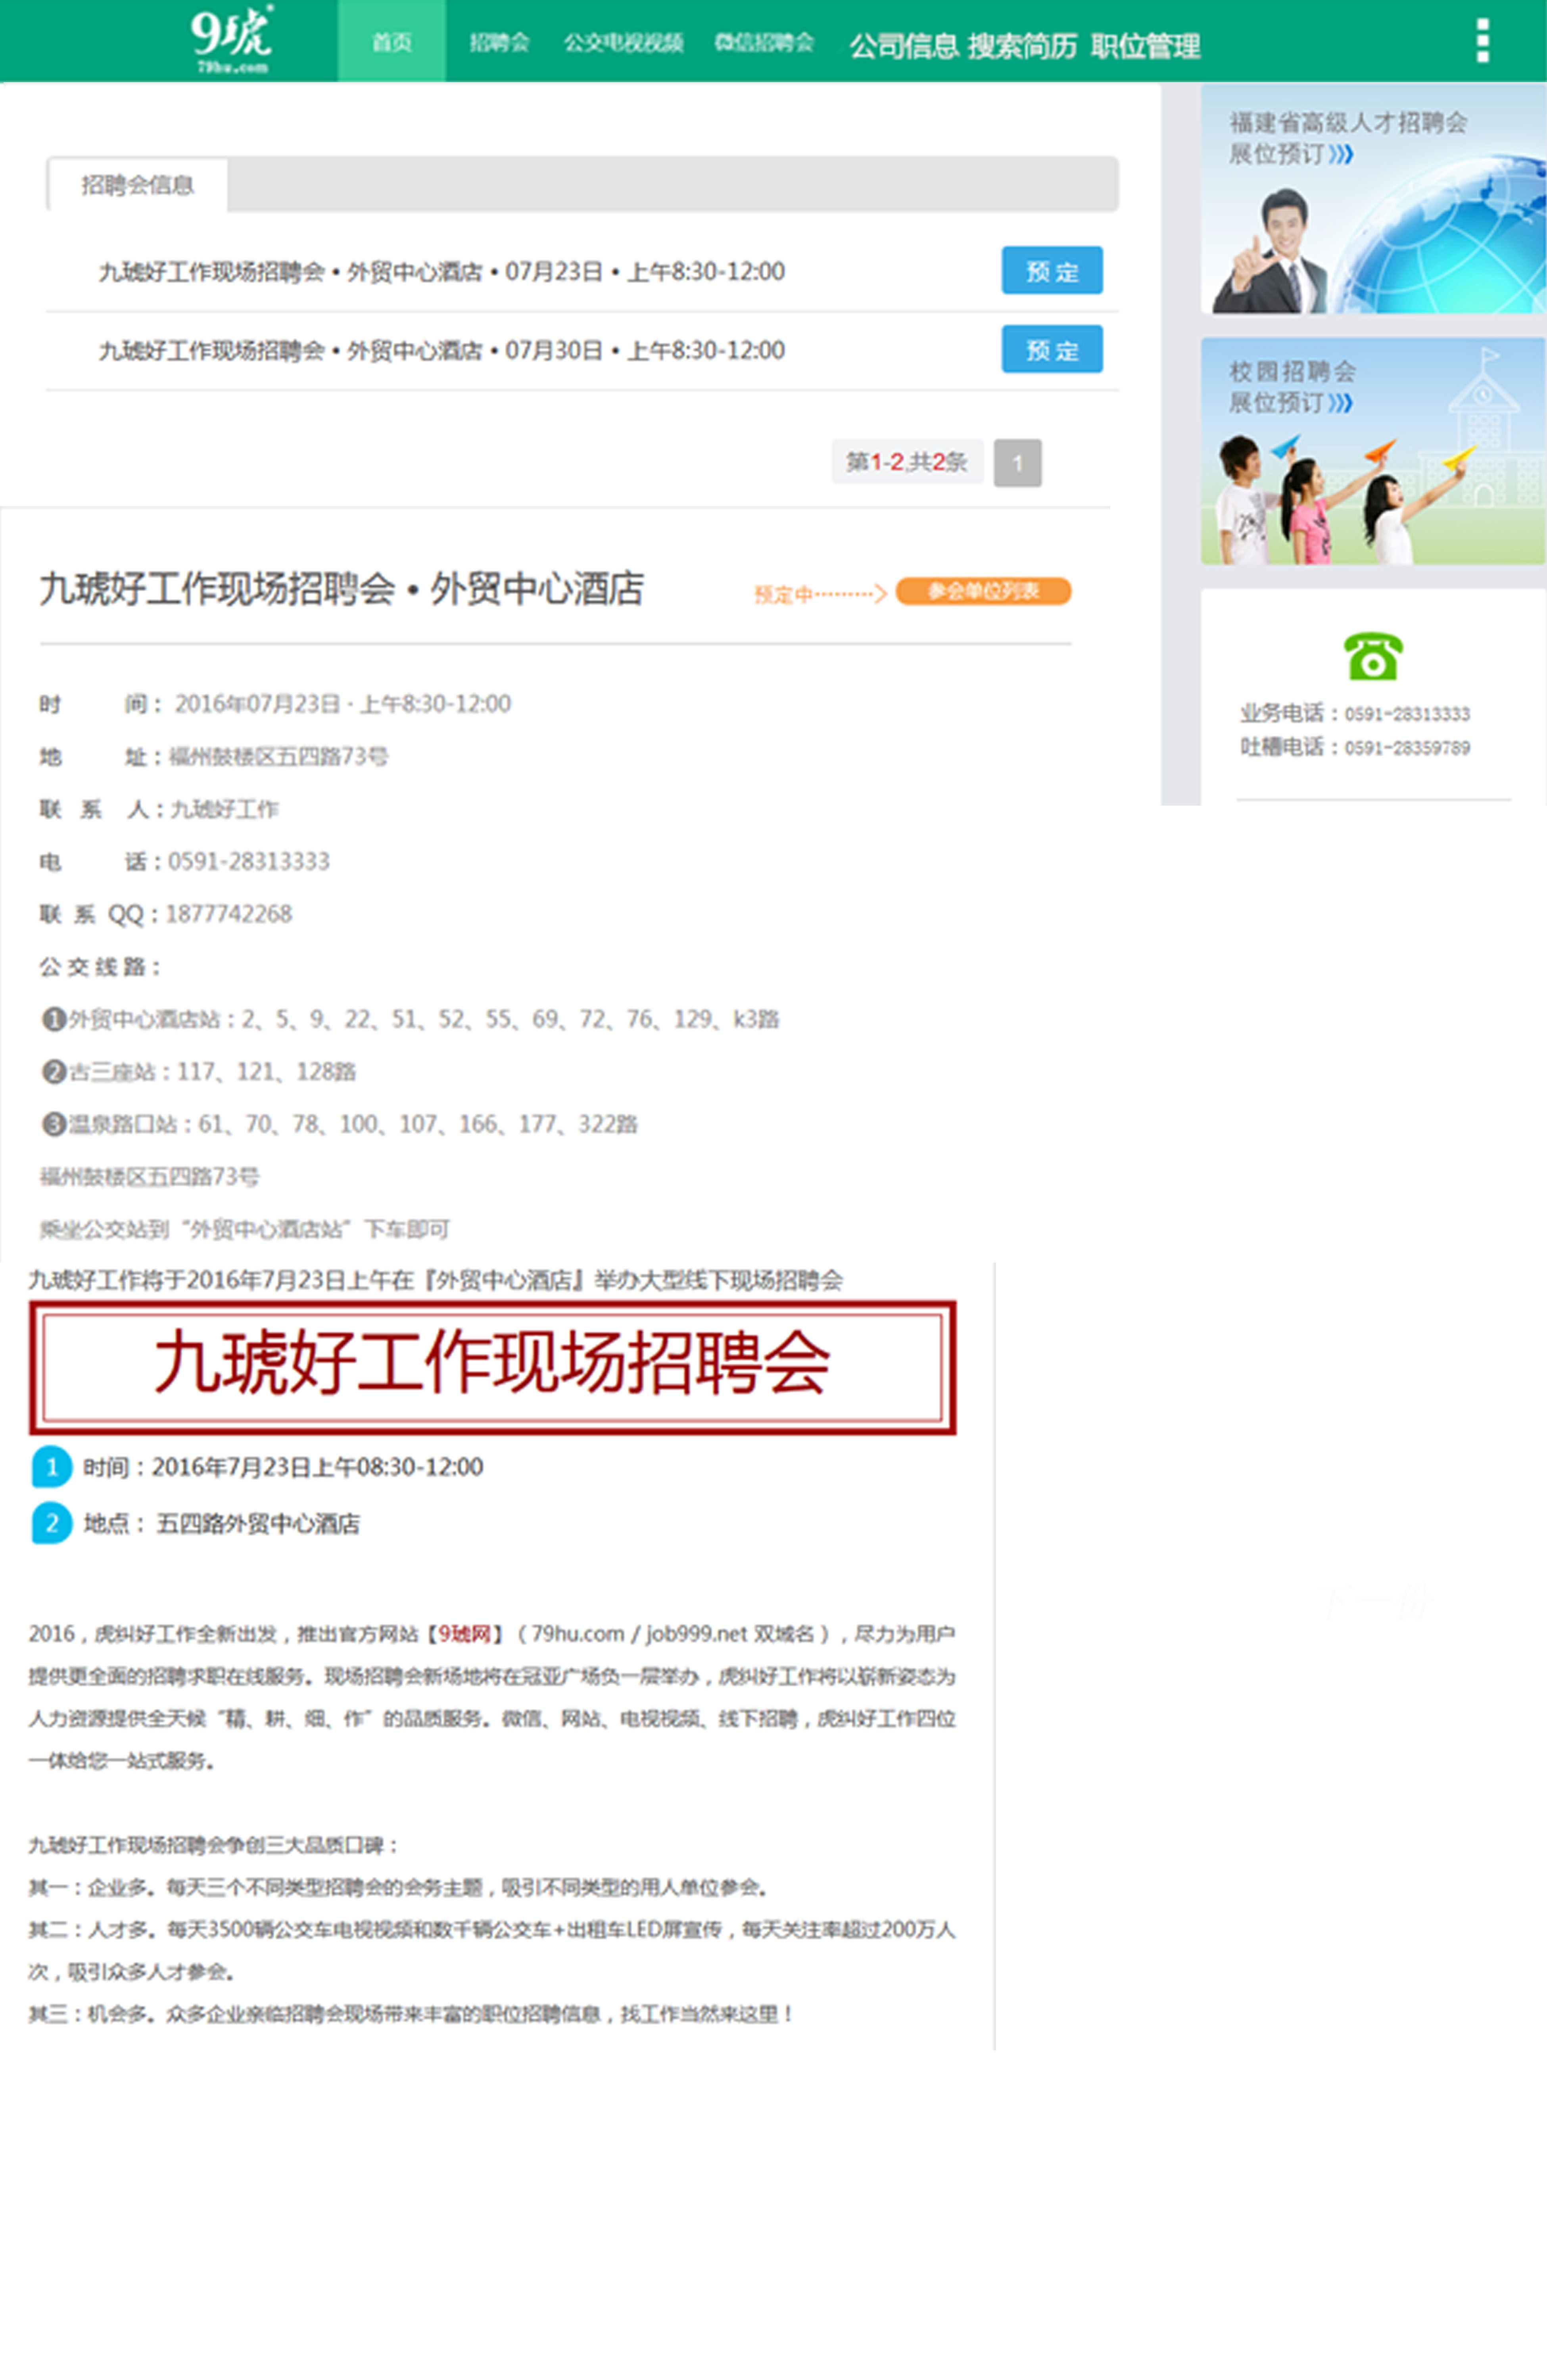 9琥
79hu.com
首页 招聘会 公交电视视频 微信招聘会 公司信息 搜索简历 职位管理
招聘会信息
九琥好工作现场招聘会 • 外贸中心酒店 • 07月23日 • 上午8:30-12:00 预 定
九琥好工作现场招聘会 • 外贸中心酒店 • 07月30日 • 上午8:30-12:00 预 定
第1-2,共2条 1
福建省高级人才招聘会
展位预订
校园招聘会
展位预订
业务电话：0591-28313333
吐槽电话：0591-28359789
九琥好工作现场招聘会 • 外贸中心酒店 预定中 参会单位列表
时 间： 2016年07月23日 · 上午8:30-12:00
地 址：福州鼓楼区五四路73号
联 系 人：九琥好工作
电 话：0591-28313333
联 系 QQ：1877742268
公 交 线 路：
❶外贸中心酒店站：2、5、9、22、51、52、55、69、72、76、129、k3路
❷古三座站：117、121、128路
❸温泉路口站：61、70、78、100、107、166、177、322路
福州鼓楼区五四路73号
乘坐公交站到“外贸中心酒店站”下车即可
九琥好工作将于2016年7月23日上午在『外贸中心酒店』举办大型线下现场招聘会
九琥好工作现场招聘会
1 时间：2016年7月23日上午08:30-12:00
2 地点： 五四路外贸中心酒店
2016，虎纠好工作全新出发，推出官方网站【9琥网】（79hu.com / job999.net 双域名），尽力为用户
提供更全面的招聘求职在线服务。现场招聘会新场地将在冠亚广场负一层举办，虎纠好工作将以崭新姿态为
人力资源提供全天候“精、耕、细、作”的品质服务。微信、网站、电视视频、线下招聘，虎纠好工作四位
一体给您一站式服务。
九琥好工作现场招聘会争创三大品质口碑：
其一：企业多。每天三个不同类型招聘会的会务主题，吸引不同类型的用人单位参会。
其二：人才多。每天3500辆公交车电视视频和数千辆公交车+出租车LED屏宣传，每天关注率超过200万人
次，吸引众多人才参会。
其三：机会多。众多企业亲临招聘会现场带来丰富的职位招聘信息，找工作当然来这里！